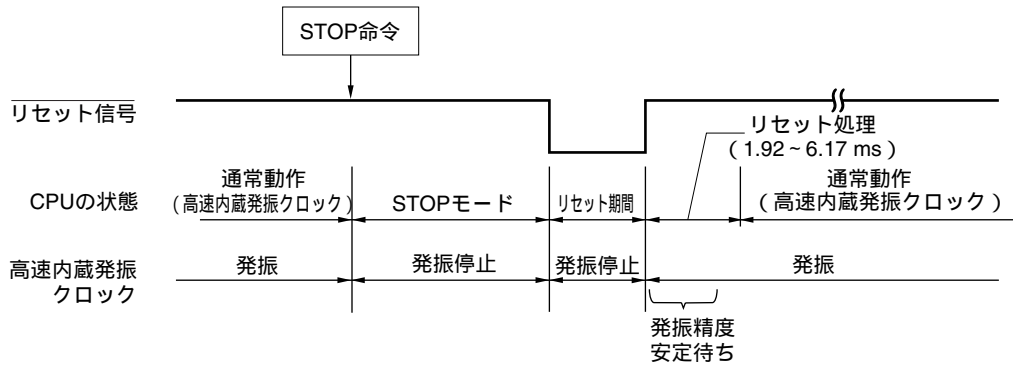 STOP命令
リセット信号
リセット処理
（1.92～6.17 ms）
CPUの状態
通常動作
（高速内蔵発振クロック）
STOPモード
リセット期間
通常動作
（高速内蔵発振クロック）
高速内蔵発振
クロック
発振
発振停止
発振停止
発振
発振精度
安定待ち